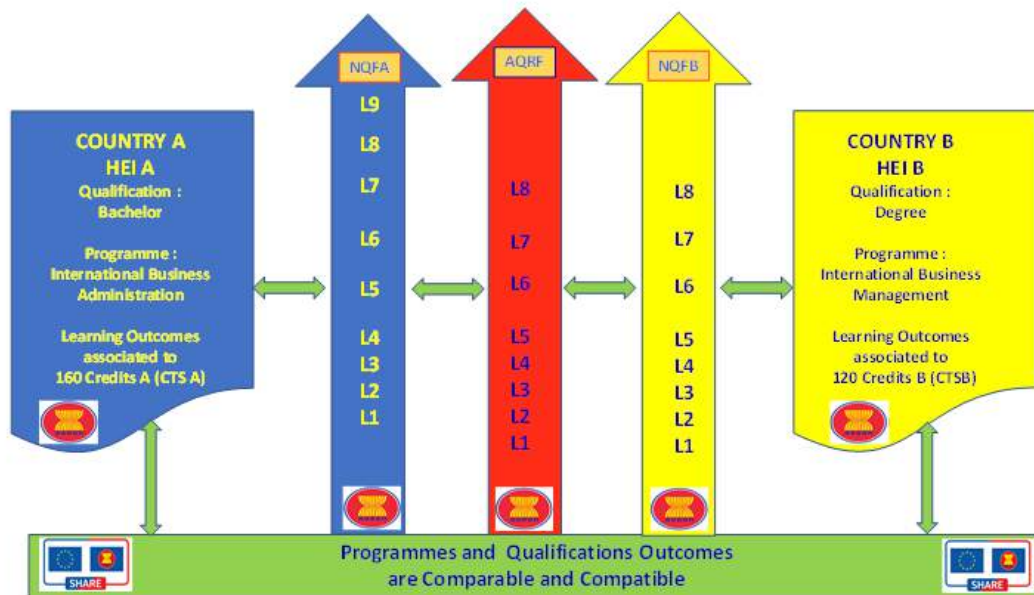 NQFA
L9
L8
L7
L6
L5
L4
L3
L2
L1
AQRF
L8
L7
L6
L5
L4
L3
L2
L1
NQFB
L8
L7
L6
L5
L4
L3
L2
L1
COUNTRY A
HEI A
Qualification :
Bachelor
Programme :
International Business
Administration
Learning Outcomes
associated to
160 Credits A (CTS A)
COUNTRY B
HEI B
Qualification :
Degree
Programme :
International Business
Management
Learning Outcomes
associated to
120 Credits B (CTSB)
Programmes and Qualifications Outcomes
are Comparable and Compatible
SHARE
SHARE